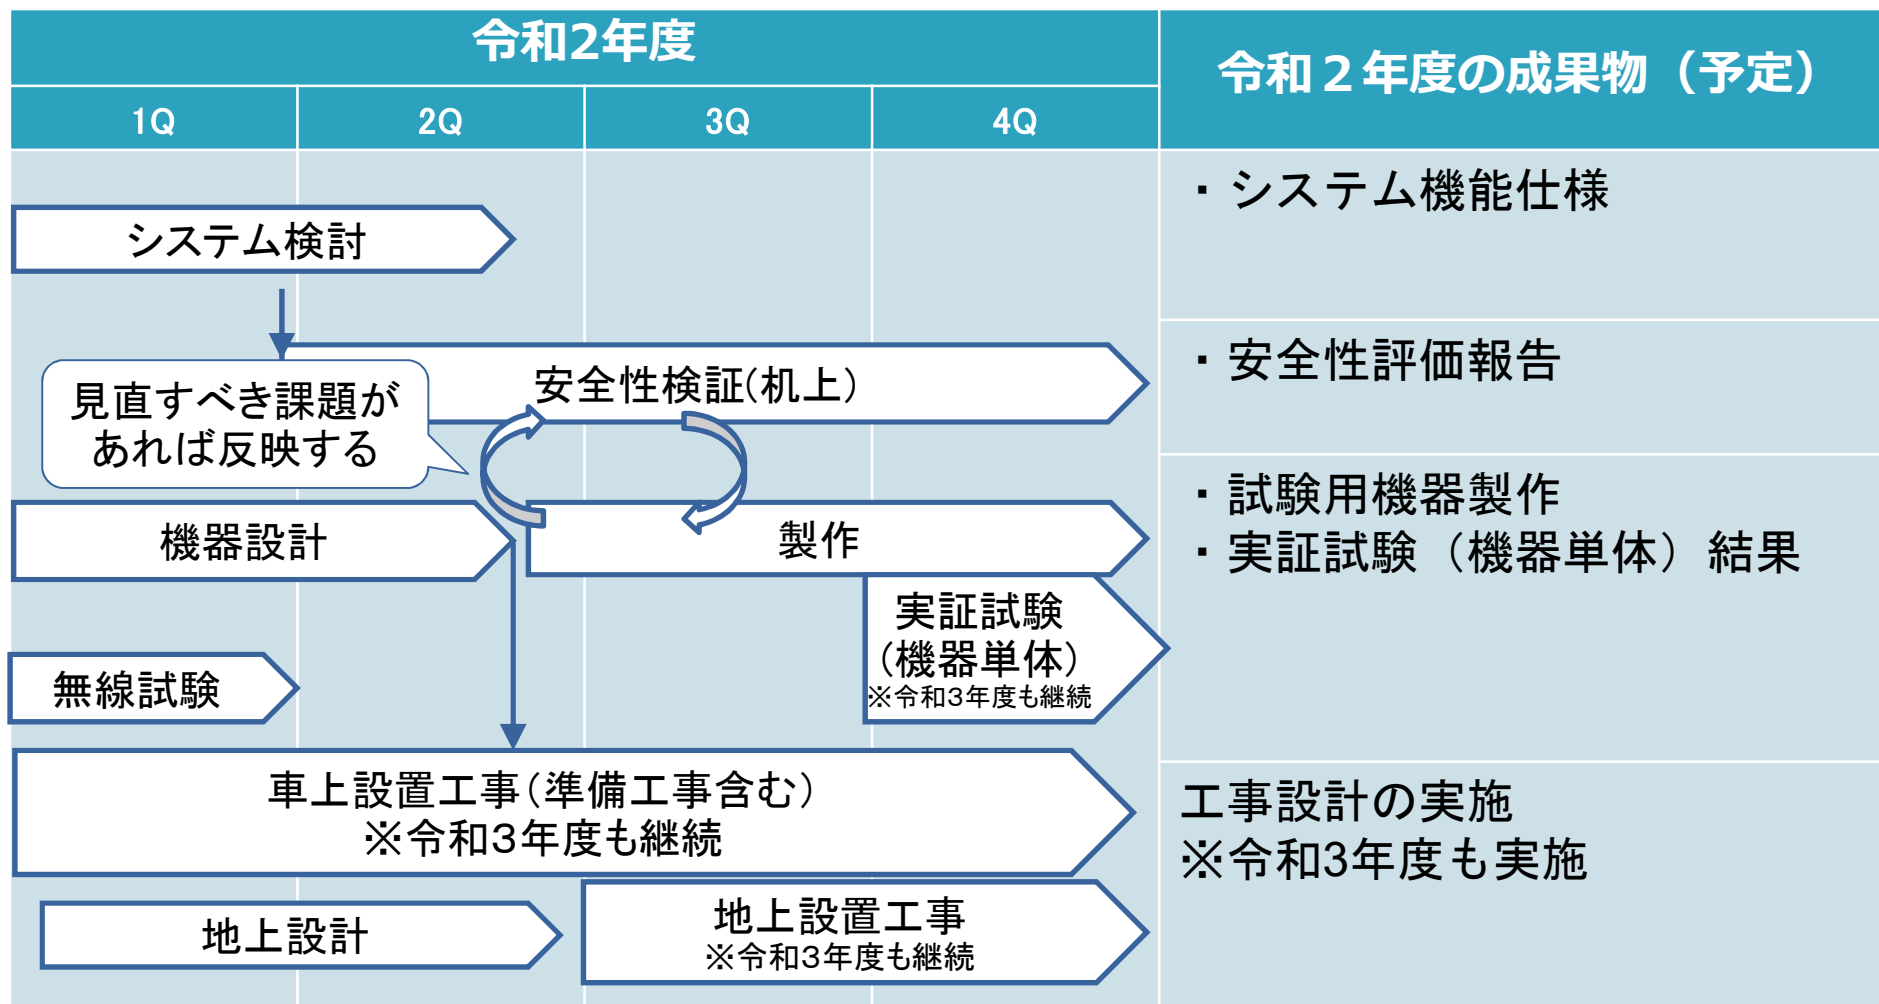 令和2年度
令和２年度の成果物（予定）
1Q
2Q
3Q
4Q
システム検討
・システム機能仕様
安全性検証(机上)
・安全性評価報告
見直すべき課題が
あれば反映する
機器設計
製作
・試験用機器製作
・実証試験（機器単体）結果
実証試験
(機器単体)
※令和3年度も継続
無線試験
車上設置工事(準備工事含む)
※令和3年度も継続
工事設計の実施
※令和3年度も実施
地上設計
地上設置工事
※令和3年度も継続